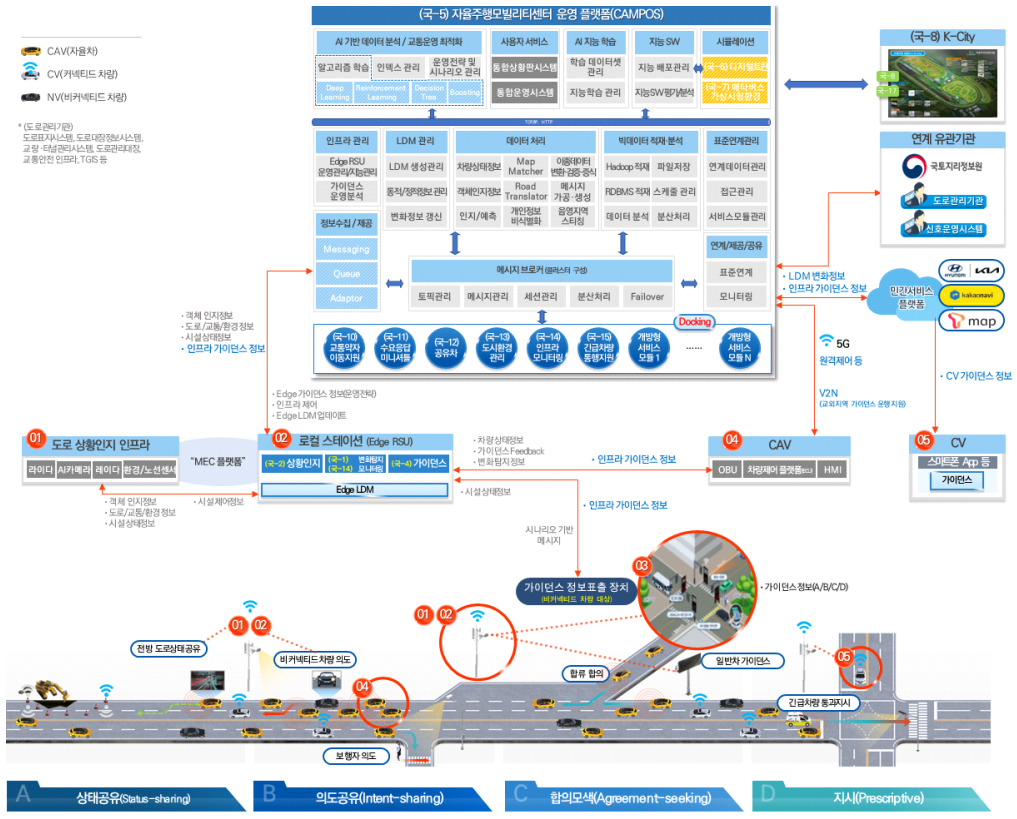 (국-5) 자율주행모빌리티센터 운영 플랫폼(CAMPOS)
CAV(자율차)
CV(커넥티드 차량)
NV(비커넥티드 차량)
* (도로관리기관)
도로표지시스템, 도로대장정보시스템,
교량·터널관리시스템, 도로관리대장,
교통안전 인프라, TGIS 등
AI 기반 데이터 분석 / 교통운영 최적화
알고리즘 학습
인덱스 관리
운영전략 및
시나리오 관리
Deep
Learning
Reinforcement
Learning
Decision
Tree
Boosting
사용자 서비스
통합상황판시스템
통합운영시스템
AI 지능 학습
학습 데이터셋
관리
지능학습 관리
지능 SW
지능 배포관리
지능SW평가분석
시뮬레이션
(국-6) 디지털트윈
(국-7) 메타버스
가상시험환경
TCP/IP, HTTP
인프라 관리
Edge RSU
운영관리/지능관리
가이던스
운영분석
정보수집 / 제공
Messaging
Queue
Adaptor
LDM 관리
LDM 생성관리
동적/정적정보 관리
변화정보 갱신
데이터 처리
차량상태정보
Map
Matcher
이종데이터
변환·검증·증식
객체인지정보
Road
Translator
메시지
가공·생성
인지/예측
개인정보
비식별화
음영지역
스티칭
빅데이터 적재·분석
Hadoop 적재
파일저장
RDBMS 적재
스케줄 관리
데이터 분석
분산처리
표준연계관리
연계데이터관리
접근관리
서비스모듈관리
연계/제공/공유
표준연계
모니터링
메시지 브로커 (클러스터 구성)
토픽관리
메시지관리
세션관리
분산처리
Failover
Docking
(국-10)
교통약자
이동지원
(국-11)
수요응답
미니셔틀
(국-12)
공유차
(국-13)
도시환경
관리
(국-14)
인프라
모니터링
(국-15)
긴급차량
통행지원
개방형
서비스
모듈 1
······
개방형
서비스
모듈 N
(국-8) K-City
국-8
국-17
연계 유관기관
국토지리정보원
도로관리기관
신호운영시스템
· LDM 변화정보
· 인프라 가이던스 정보
민간서비스
플랫폼
HYUNDAI
KIA
kakaonavi
T map
· 객체 인지정보
· 도로/교통/환경 정보
· 시설상태정보
· 인프라 가이던스 정보
· Edge 가이던스 정보(운영전략)
· 인프라 제어
· Edge LDM 업데이트
5G
원격제어 등
V2N
(교외지역 가이던스 운행 지원)
· CV 가이던스 정보
01
도로 상황인지 인프라
라이다
AI카메라
레이다
환경/노선센서
"MEC 플랫폼"
· 객체 인지정보
· 도로/교통/환경 정보
· 시설상태정보
· 시설제어정보
02
로컬 스테이션 (Edge RSU)
(국-2) 상황인지
(국-1)
(국-14)
변화탐지
모니터링
(국-4) 가이던스
Edge LDM
· 차량상태정보
· 가이던스 Feedback
· 변화탐지정보
· 인프라 가이던스 정보
· 시설상태정보
· 인프라 가이던스 정보
시나리오 기반
메시지
04
CAV
OBU
차량제어 플랫폼(ECU)
HMI
05
CV
스마트폰 App 등
가이던스
가이던스 정보표출 장치
(비커넥티드 차량 대상)
03
· 가이던스정보(A/B/C/D)
01
02
전방 도로상태 공유
비커넥티드 차량 의도
04
보행자 의도
01
02
합류 합의
일반차 가이던스
05
긴급차량 통과지시
A
상태공유(Status-sharing)
B
의도공유(Intent-sharing)
C
합의모색(Agreement-seeking)
D
지시(Prescriptive)